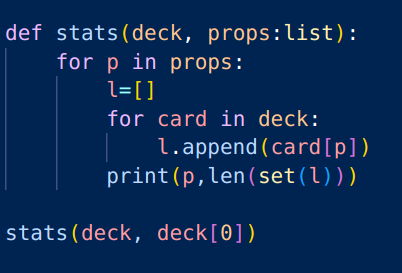 def stats(deck, props:list):
    for p in props:
        l=[]
        for card in deck:
            l.append(card[p])
        print(p,len(set(l)))

stats(deck, deck[0])